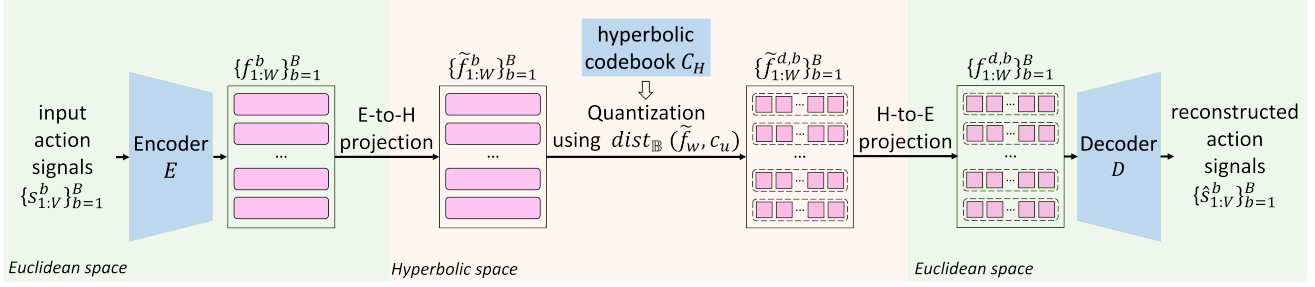 input
action
signals
{s^b_{1:V}}^B_{b=1}
Encoder
E
{f^b_{1:W}}^B_{b=1}
...
E-to-H
projection
{f̃^b_{1:W}}^B_{b=1}
...
hyperbolic
codebook C_H
Quantization
using dist_𝔹 (f̃_w, c_u)
{f̃^{d,b}_{1:W}}^B_{b=1}
...
...
...
...
...
H-to-E
projection
{f^{d,b}_{1:W}}^B_{b=1}
...
...
...
...
...
Decoder
D
reconstructed
action
signals
{ŝ^b_{1:V}}^B_{b=1}
Euclidean space
Hyperbolic space
Euclidean space